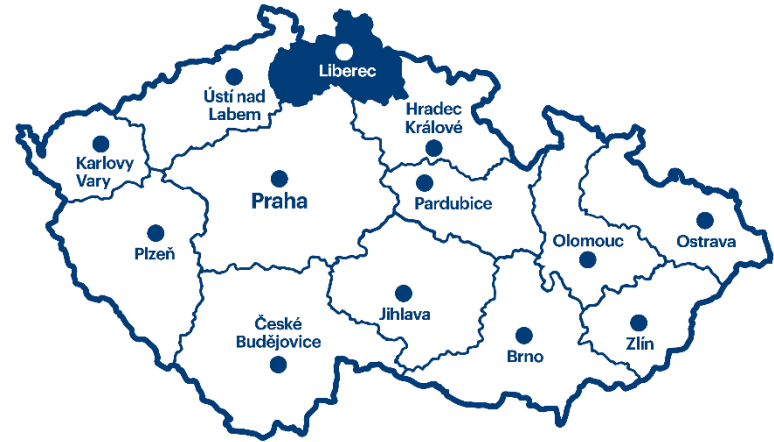 Liberec
Ústí nad
Labem
Hradec
Králové
Karlovy
Vary
Praha
Pardubice
Plzeň
Olomouc
Ostrava
Jihlava
České
Budějovice
Brno
Zlín